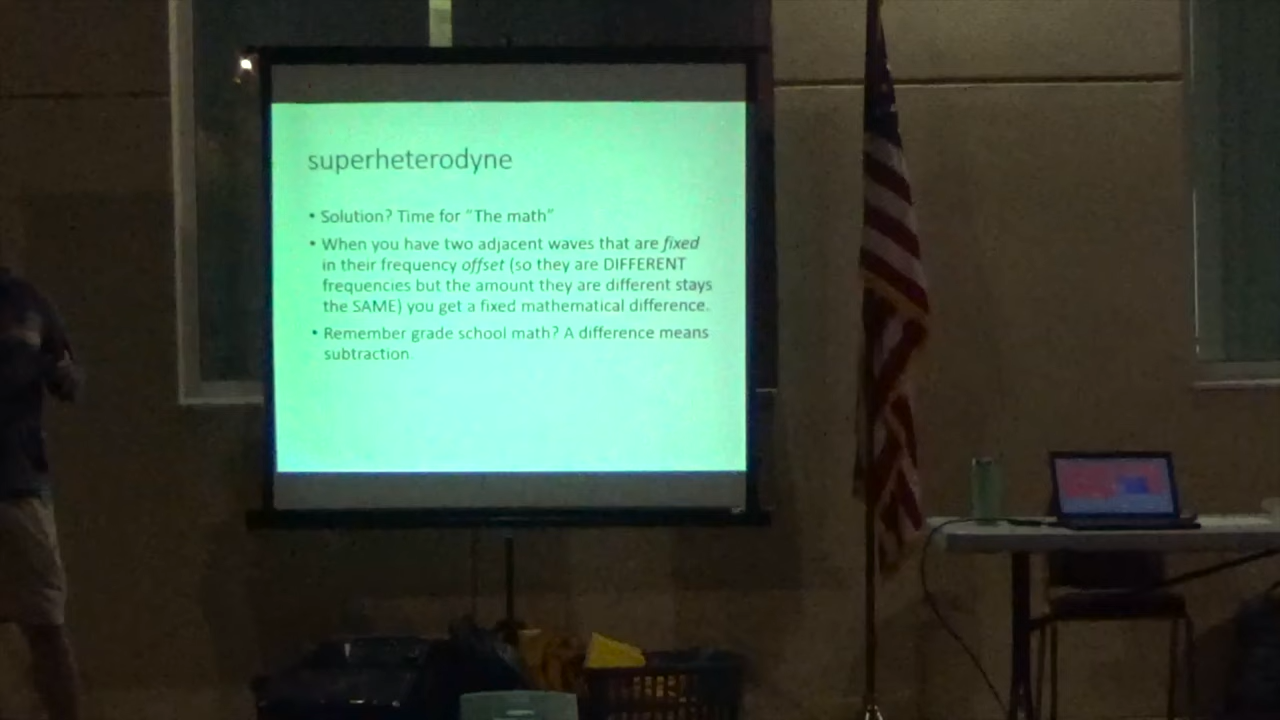 superheterodyne
• Solution? Time for “The math”
• When you have two adjacent waves that are fixed
in their frequency offset (so they are DIFFERENT
frequencies but the amount they are different stays
the SAME) you get a fixed mathematical difference.
• Remember grade school math? A difference means
subtraction